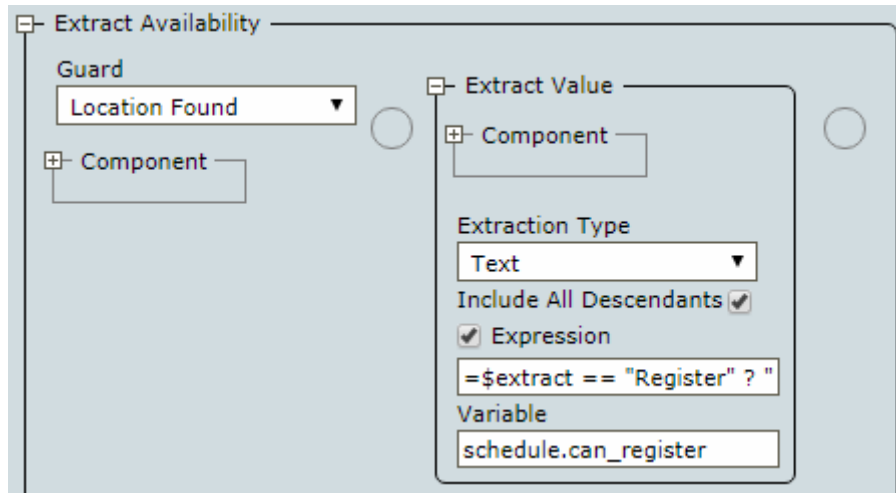 Extract Availability
Guard
Location Found
Component
Extract Value
Component
Extraction Type
Text
Include All Descendants
Expression
=$extract == "Register" ? "
Variable
schedule.can_register